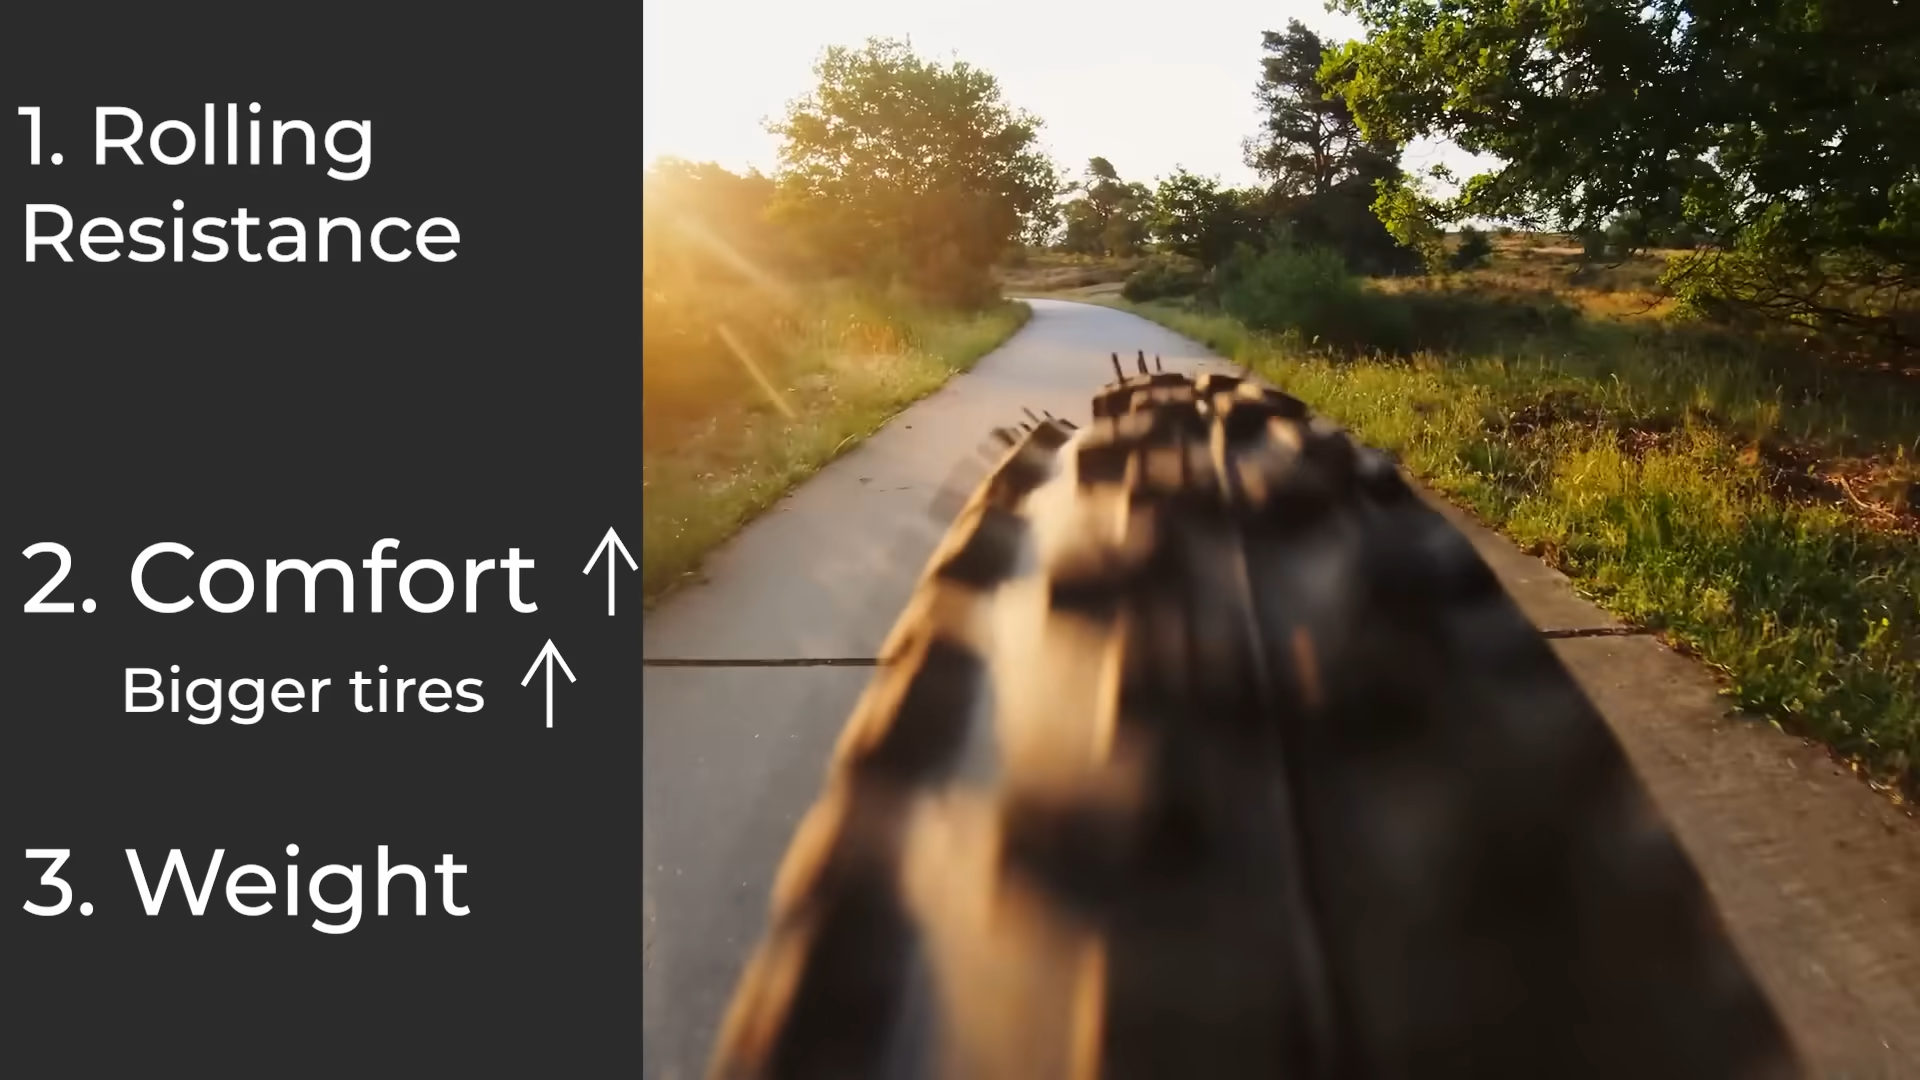 1. Rolling
Resistance
2. Comfort ↑
Bigger tires ↑
3. Weight